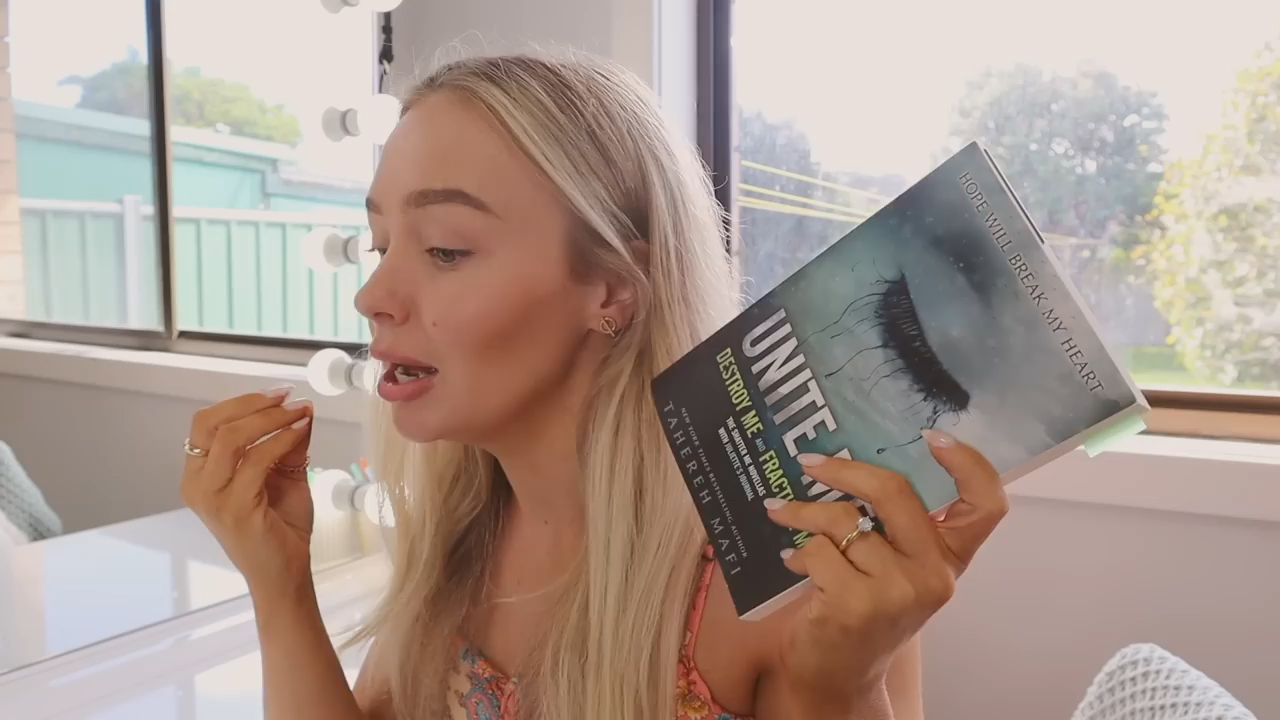 HOPE WILL BREAK MY HEART
UNITE
DESTROY ME AND FRACT
THE SHATTER ME NOVELLAS
WITH JULIETTE'S JOURNAL
NEW YORK TIMES BESTSELLING AUTHOR
TAHEREH MAFI